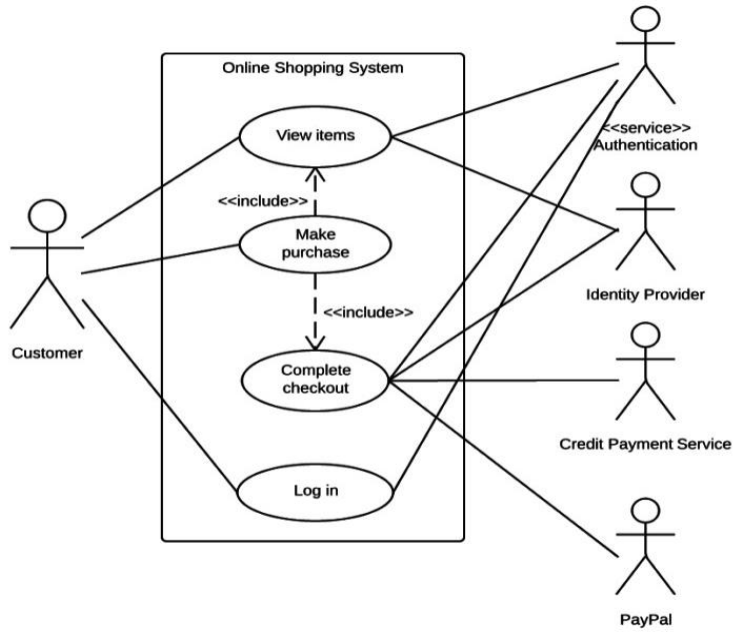 Online Shopping System
View items
<<include>>
Make
purchase
<<include>>
Complete
checkout
Log in
Customer
<<service>>
Authentication
Identity Provider
Credit Payment Service
PayPal